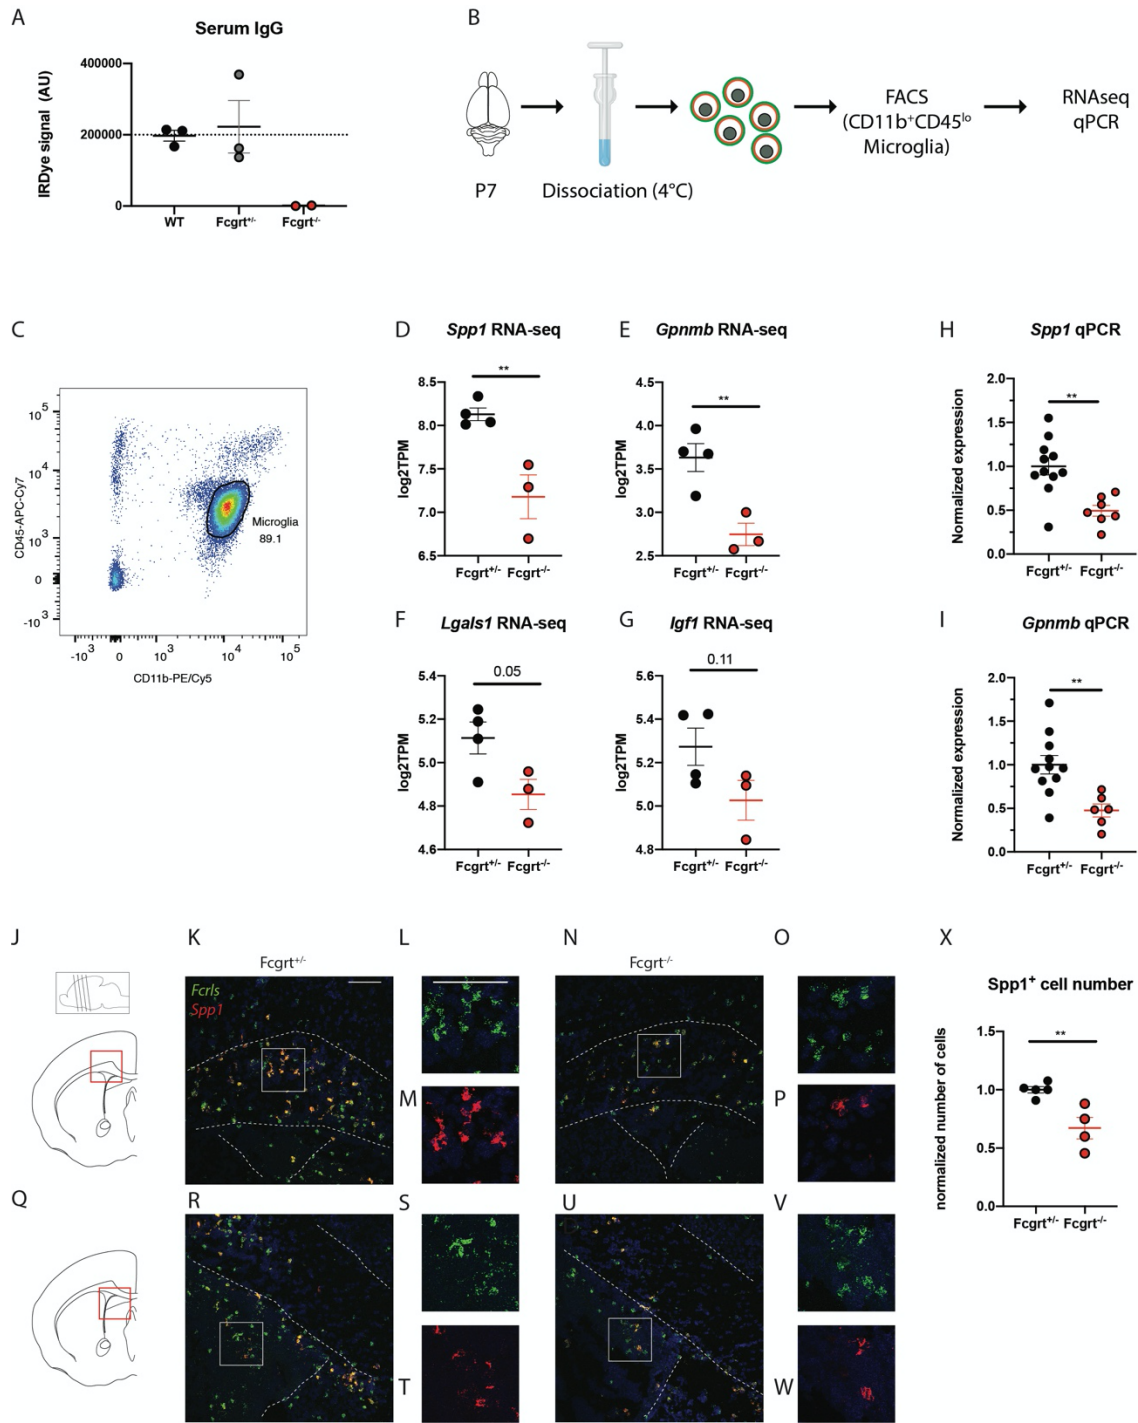 A
Serum IgG
IRDye signal (AU)
400000
200000
0
WT
Fcgrt+/-
Fcgrt-/-
B
P7
Dissociation (4°C)
FACS
(CD11b+CD45lo
Microglia)
RNAseq
qPCR
C
CD45-APC-Cy7
10^5
10^4
10^3
0
-10^3
Microglia
89.1
-10^3
0
10^3
10^4
10^5
CD11b-PE/Cy5
D
Spp1 RNA-seq
**
log2TPM
8.5
8.0
7.5
7.0
6.5
Fcgrt+/-
Fcgrt-/-
E
Gpnmb RNA-seq
**
log2TPM
4.5
4.0
3.5
3.0
2.5
Fcgrt+/-
Fcgrt-/-
H
Spp1 qPCR
**
Normalized expression
2.0
1.5
1.0
0.5
0.0
Fcgrt+/-
Fcgrt-/-
F
Lgals1 RNA-seq
0.05
log2TPM
5.4
5.2
5.0
4.8
4.6
Fcgrt+/-
Fcgrt-/-
G
Igf1 RNA-seq
0.11
log2TPM
5.6
5.4
5.2
5.0
4.8
Fcgrt+/-
Fcgrt-/-
I
Gpnmb qPCR
**
Normalized expression
2.0
1.5
1.0
0.5
0.0
Fcgrt+/-
Fcgrt-/-
J
K
Fcgrt+/-
Fcrls
Spp1
L
M
N
Fcgrt-/-
O
P
X
Spp1+ cell number
**
normalized number of cells
1.5
1.0
0.5
0.0
Fcgrt+/-
Fcgrt-/-
Q
R
S
T
U
V
W